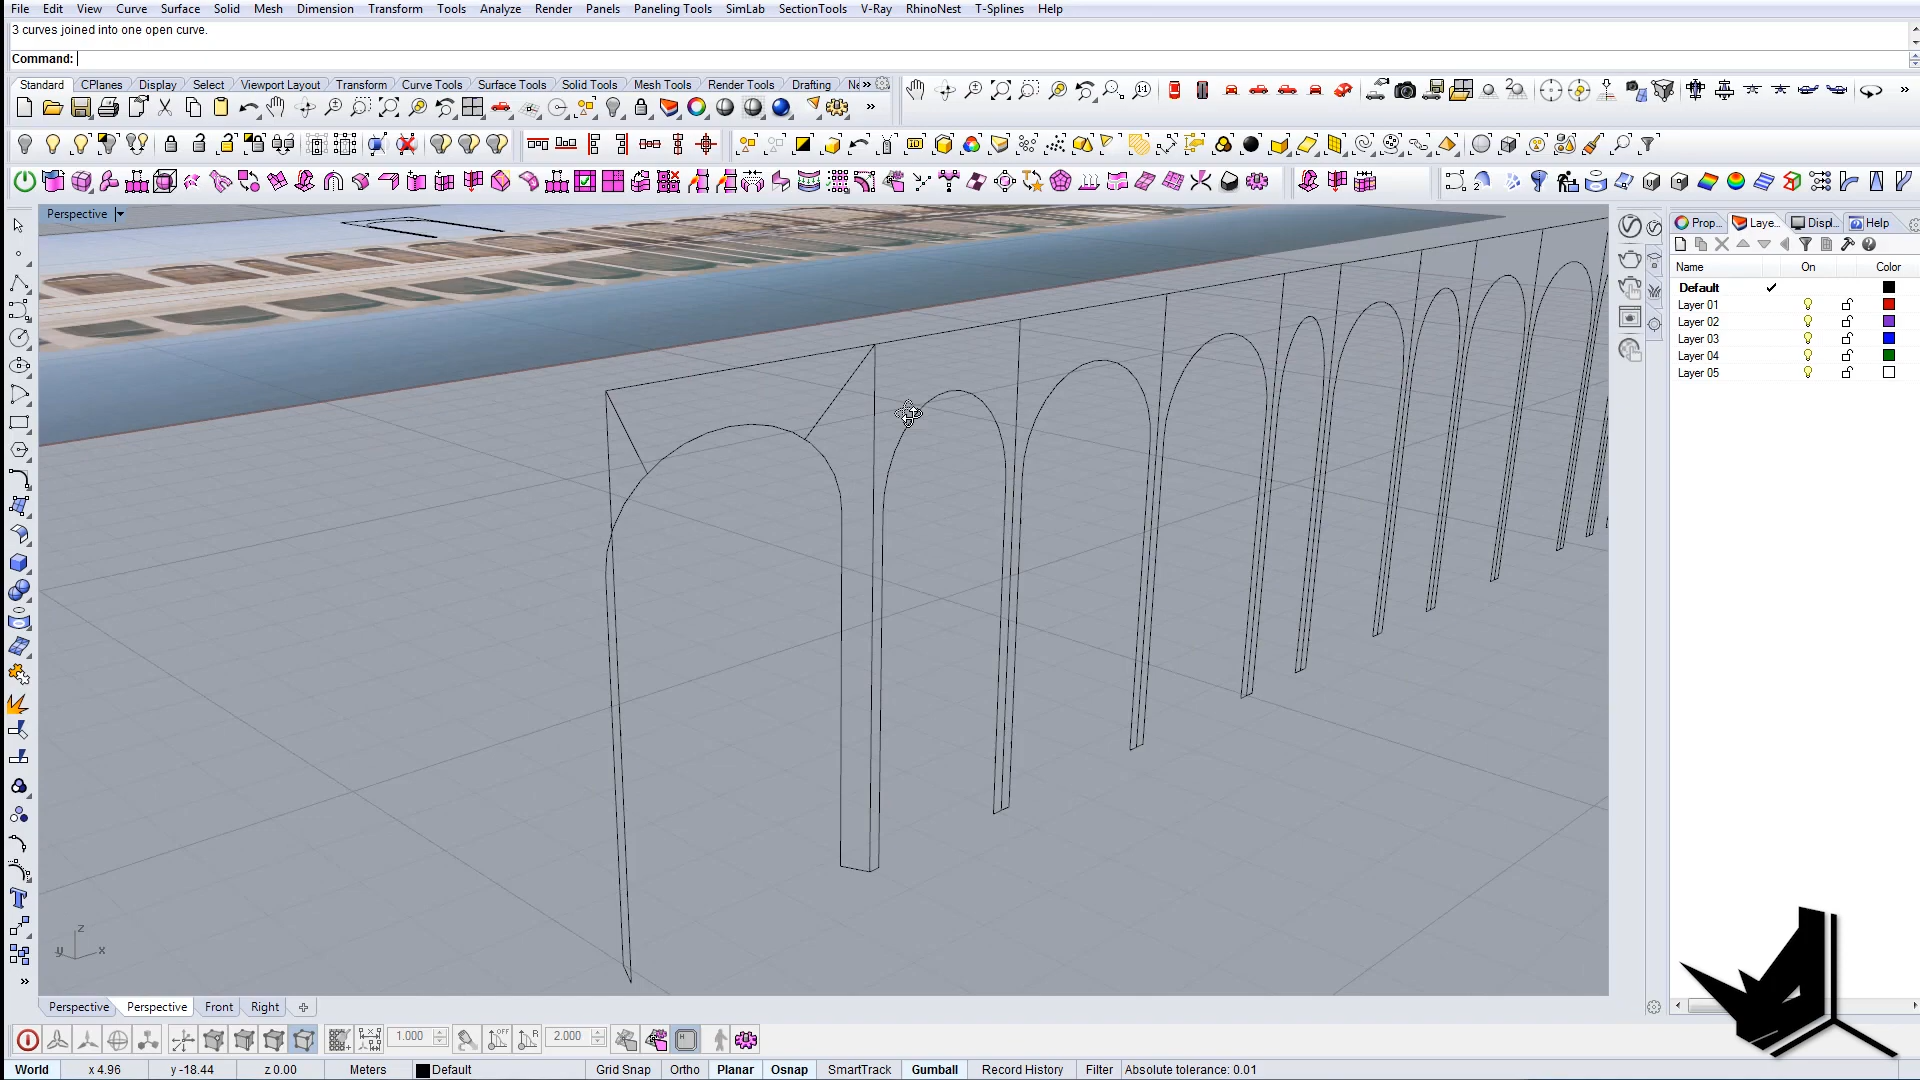 File Edit View Curve Surface Solid Mesh Dimension Transform Tools Analyze Render Panels Paneling Tools SimLab SectionTools V-Ray RhinoNest T-Splines Help
3 curves joined into one open curve.
Command:
Standard CPlanes Display Select Viewport Layout Transform Curve Tools Surface Tools Solid Tools Mesh Tools Render Tools Drafting Ne
Perspective
Prop... Laye... Displ... Help
Name On Color
Default
Layer 01
Layer 02
Layer 03
Layer 04
Layer 05
z
y x
Perspective Perspective Front Right
1.000 2.000
World x 4.96 y -18.44 z 0.00 Meters Default Grid Snap Ortho Planar Osnap SmartTrack Gumball Record History Filter Absolute tolerance: 0.01